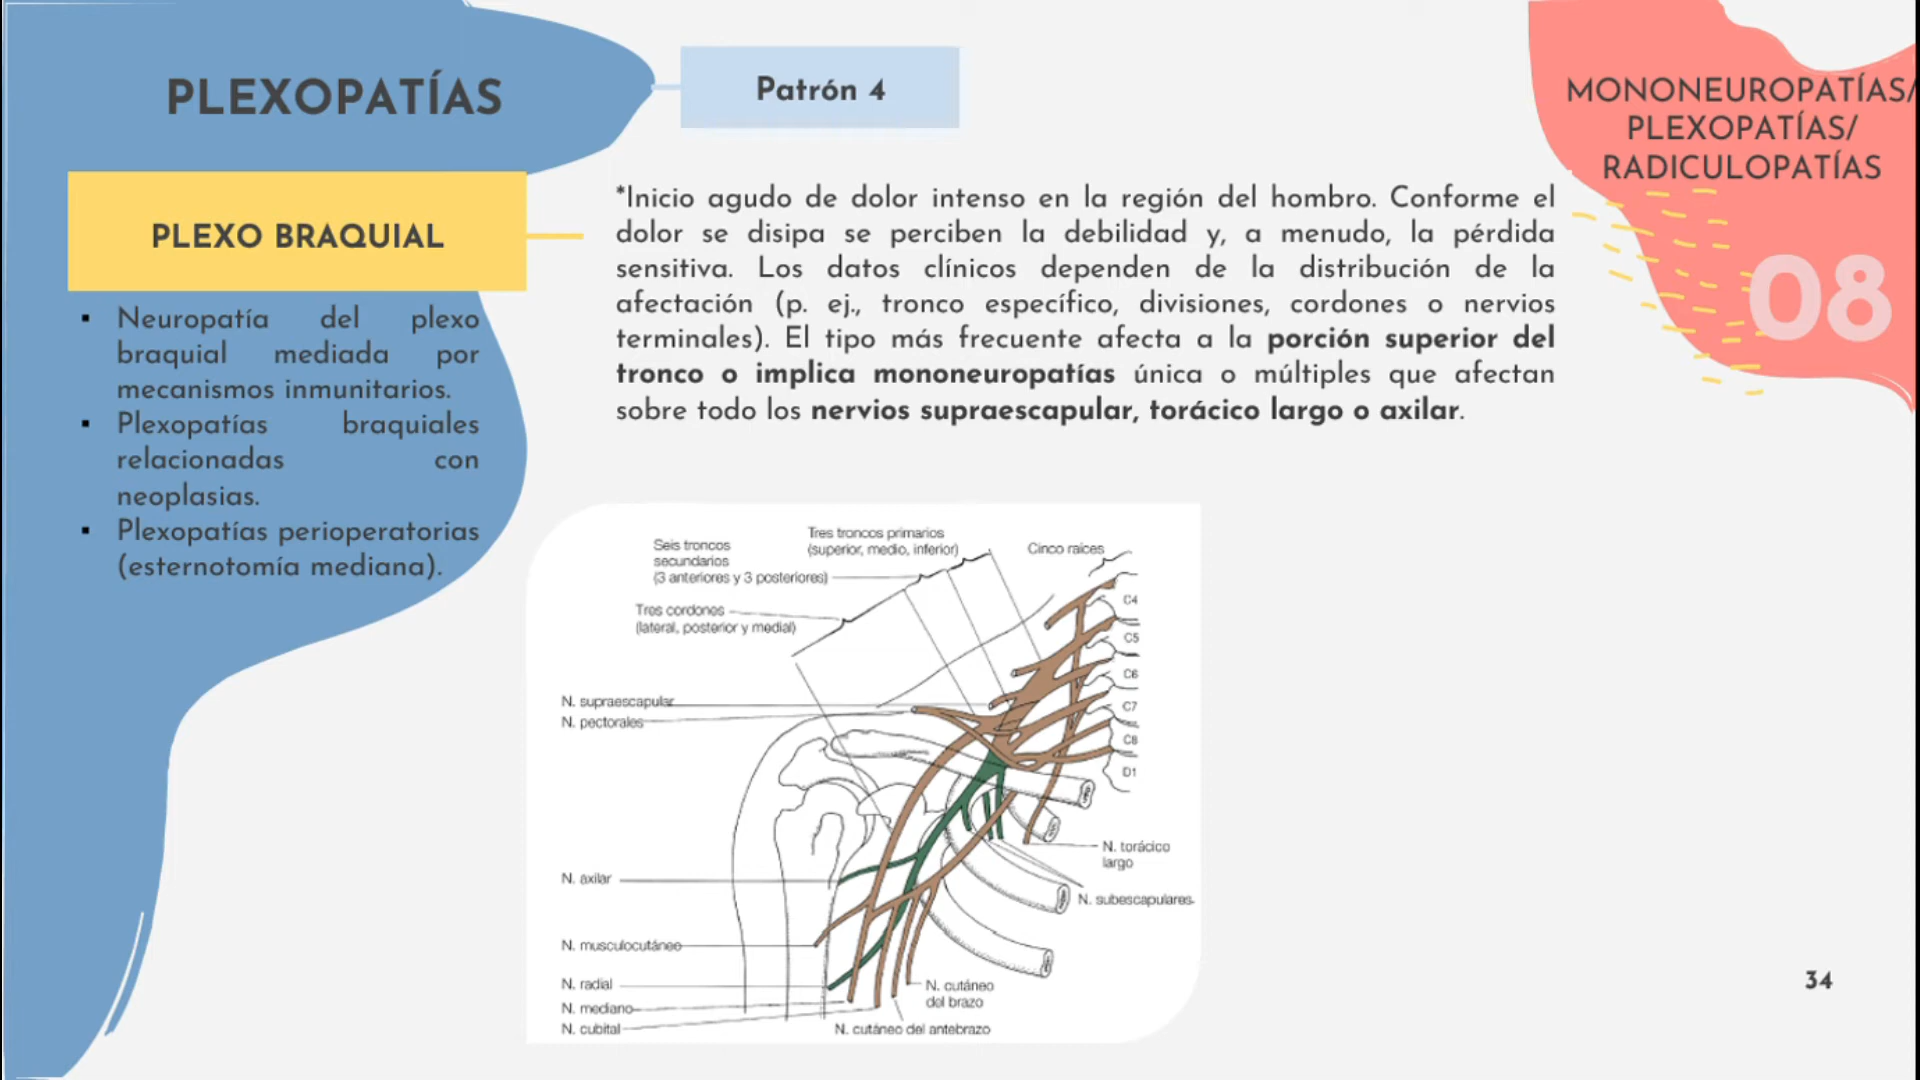 PLEXOPATÍAS
Patrón 4
MONONEUROPATÍAS/
PLEXOPATÍAS/
RADICULOPATÍAS
08
PLEXO BRAQUIAL
▪ Neuropatía del plexo
braquial mediada por
mecanismos inmunitarios.
▪ Plexopatías braquiales
relacionadas con
neoplasias.
▪ Plexopatías perioperatorias
(esternotomía mediana).
*Inicio agudo de dolor intenso en la región del hombro. Conforme el
dolor se disipa se perciben la debilidad y, a menudo, la pérdida
sensitiva. Los datos clínicos dependen de la distribución de la
afectación (p. ej., tronco específico, divisiones, cordones o nervios
terminales). El tipo más frecuente afecta a la porción superior del
tronco o implica mononeuropatías única o múltiples que afectan
sobre todo los nervios supraescapular, torácico largo o axilar.
Tres troncos primarios
(superior, medio, inferior)
Seis troncos
secundarios
(3 anteriores y 3 posteriores)
Cinco raíces
Tres cordones
(lateral, posterior y medial)
C4
C5
C6
C7
C8
D1
N. supraescapular
N. pectorales
N. torácico
largo
N. axilar
N. subescapulares
N. musculocutáneo
N. radial
N. mediano
N. cubital
N. cutáneo
del brazo
N. cutáneo del antebrazo
34